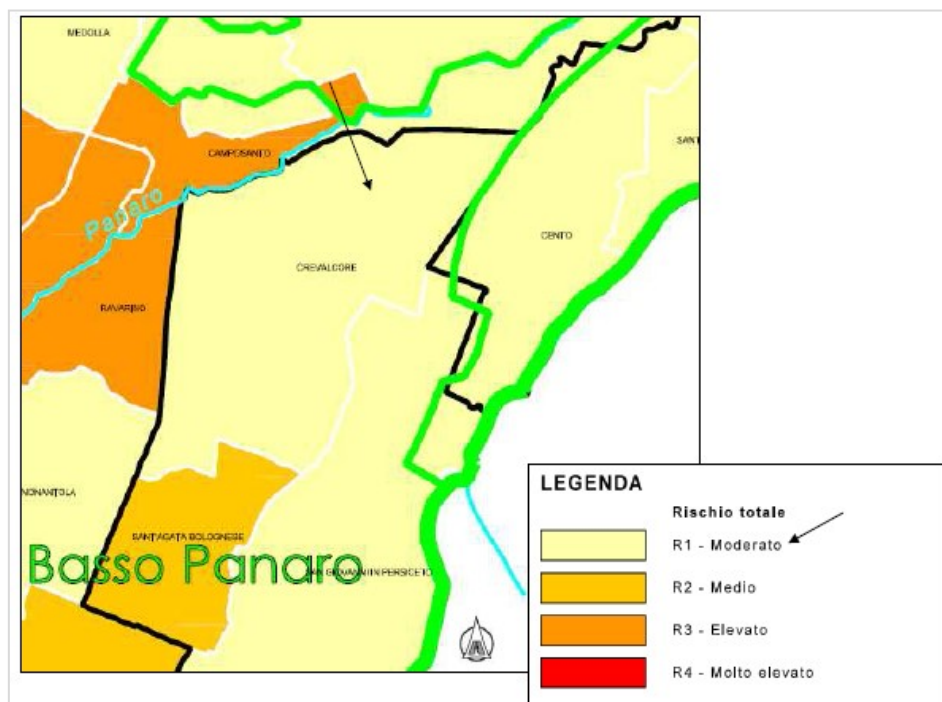 MEDOLLA
CAMPOSANTO
SANT
Panaro
CENTO
CREVALCORE
RAVARINO
NONANTOLA
SANT'AGATA BOLOGNESE
Basso Panaro
SAN GIOVANNI IN PERSICETO
LEGENDA
Rischio totale
R1 - Moderato
R2 - Medio
R3 - Elevato
R4 - Molto elevato